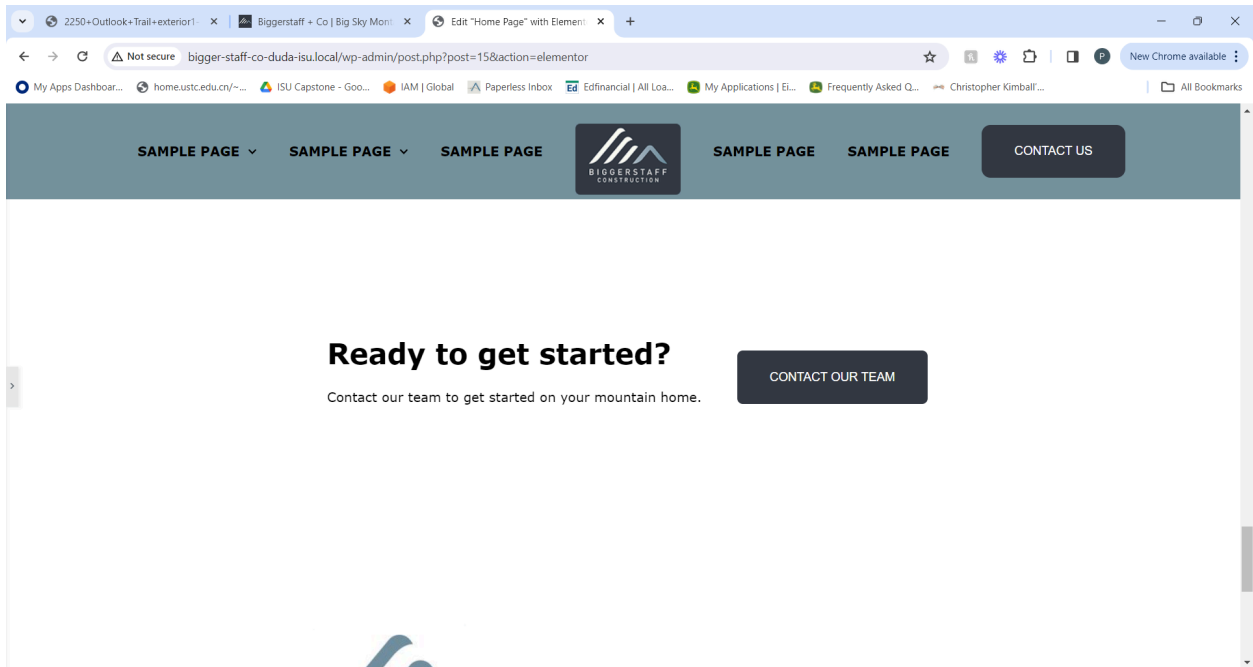 2250+Outlook+Trail+exterior1-
Biggerstaff + Co | Big Sky Mont
Edit "Home Page" with Element
Not secure bigger-staff-co-duda-isu.local/wp-admin/post.php?post=15&action=elementor
P
New Chrome available
My Apps Dashboar...
home.ustc.edu.cn/~...
ISU Capstone - Goo...
IAM | Global
Paperless Inbox
Ed Edfinancial | All Loa...
My Applications | Ei...
Frequently Asked Q...
Christopher Kimball'...
All Bookmarks
SAMPLE PAGE
SAMPLE PAGE
SAMPLE PAGE
BIGGERSTAFF
CONSTRUCTION
SAMPLE PAGE
SAMPLE PAGE
CONTACT US
Ready to get started?
Contact our team to get started on your mountain home.
CONTACT OUR TEAM